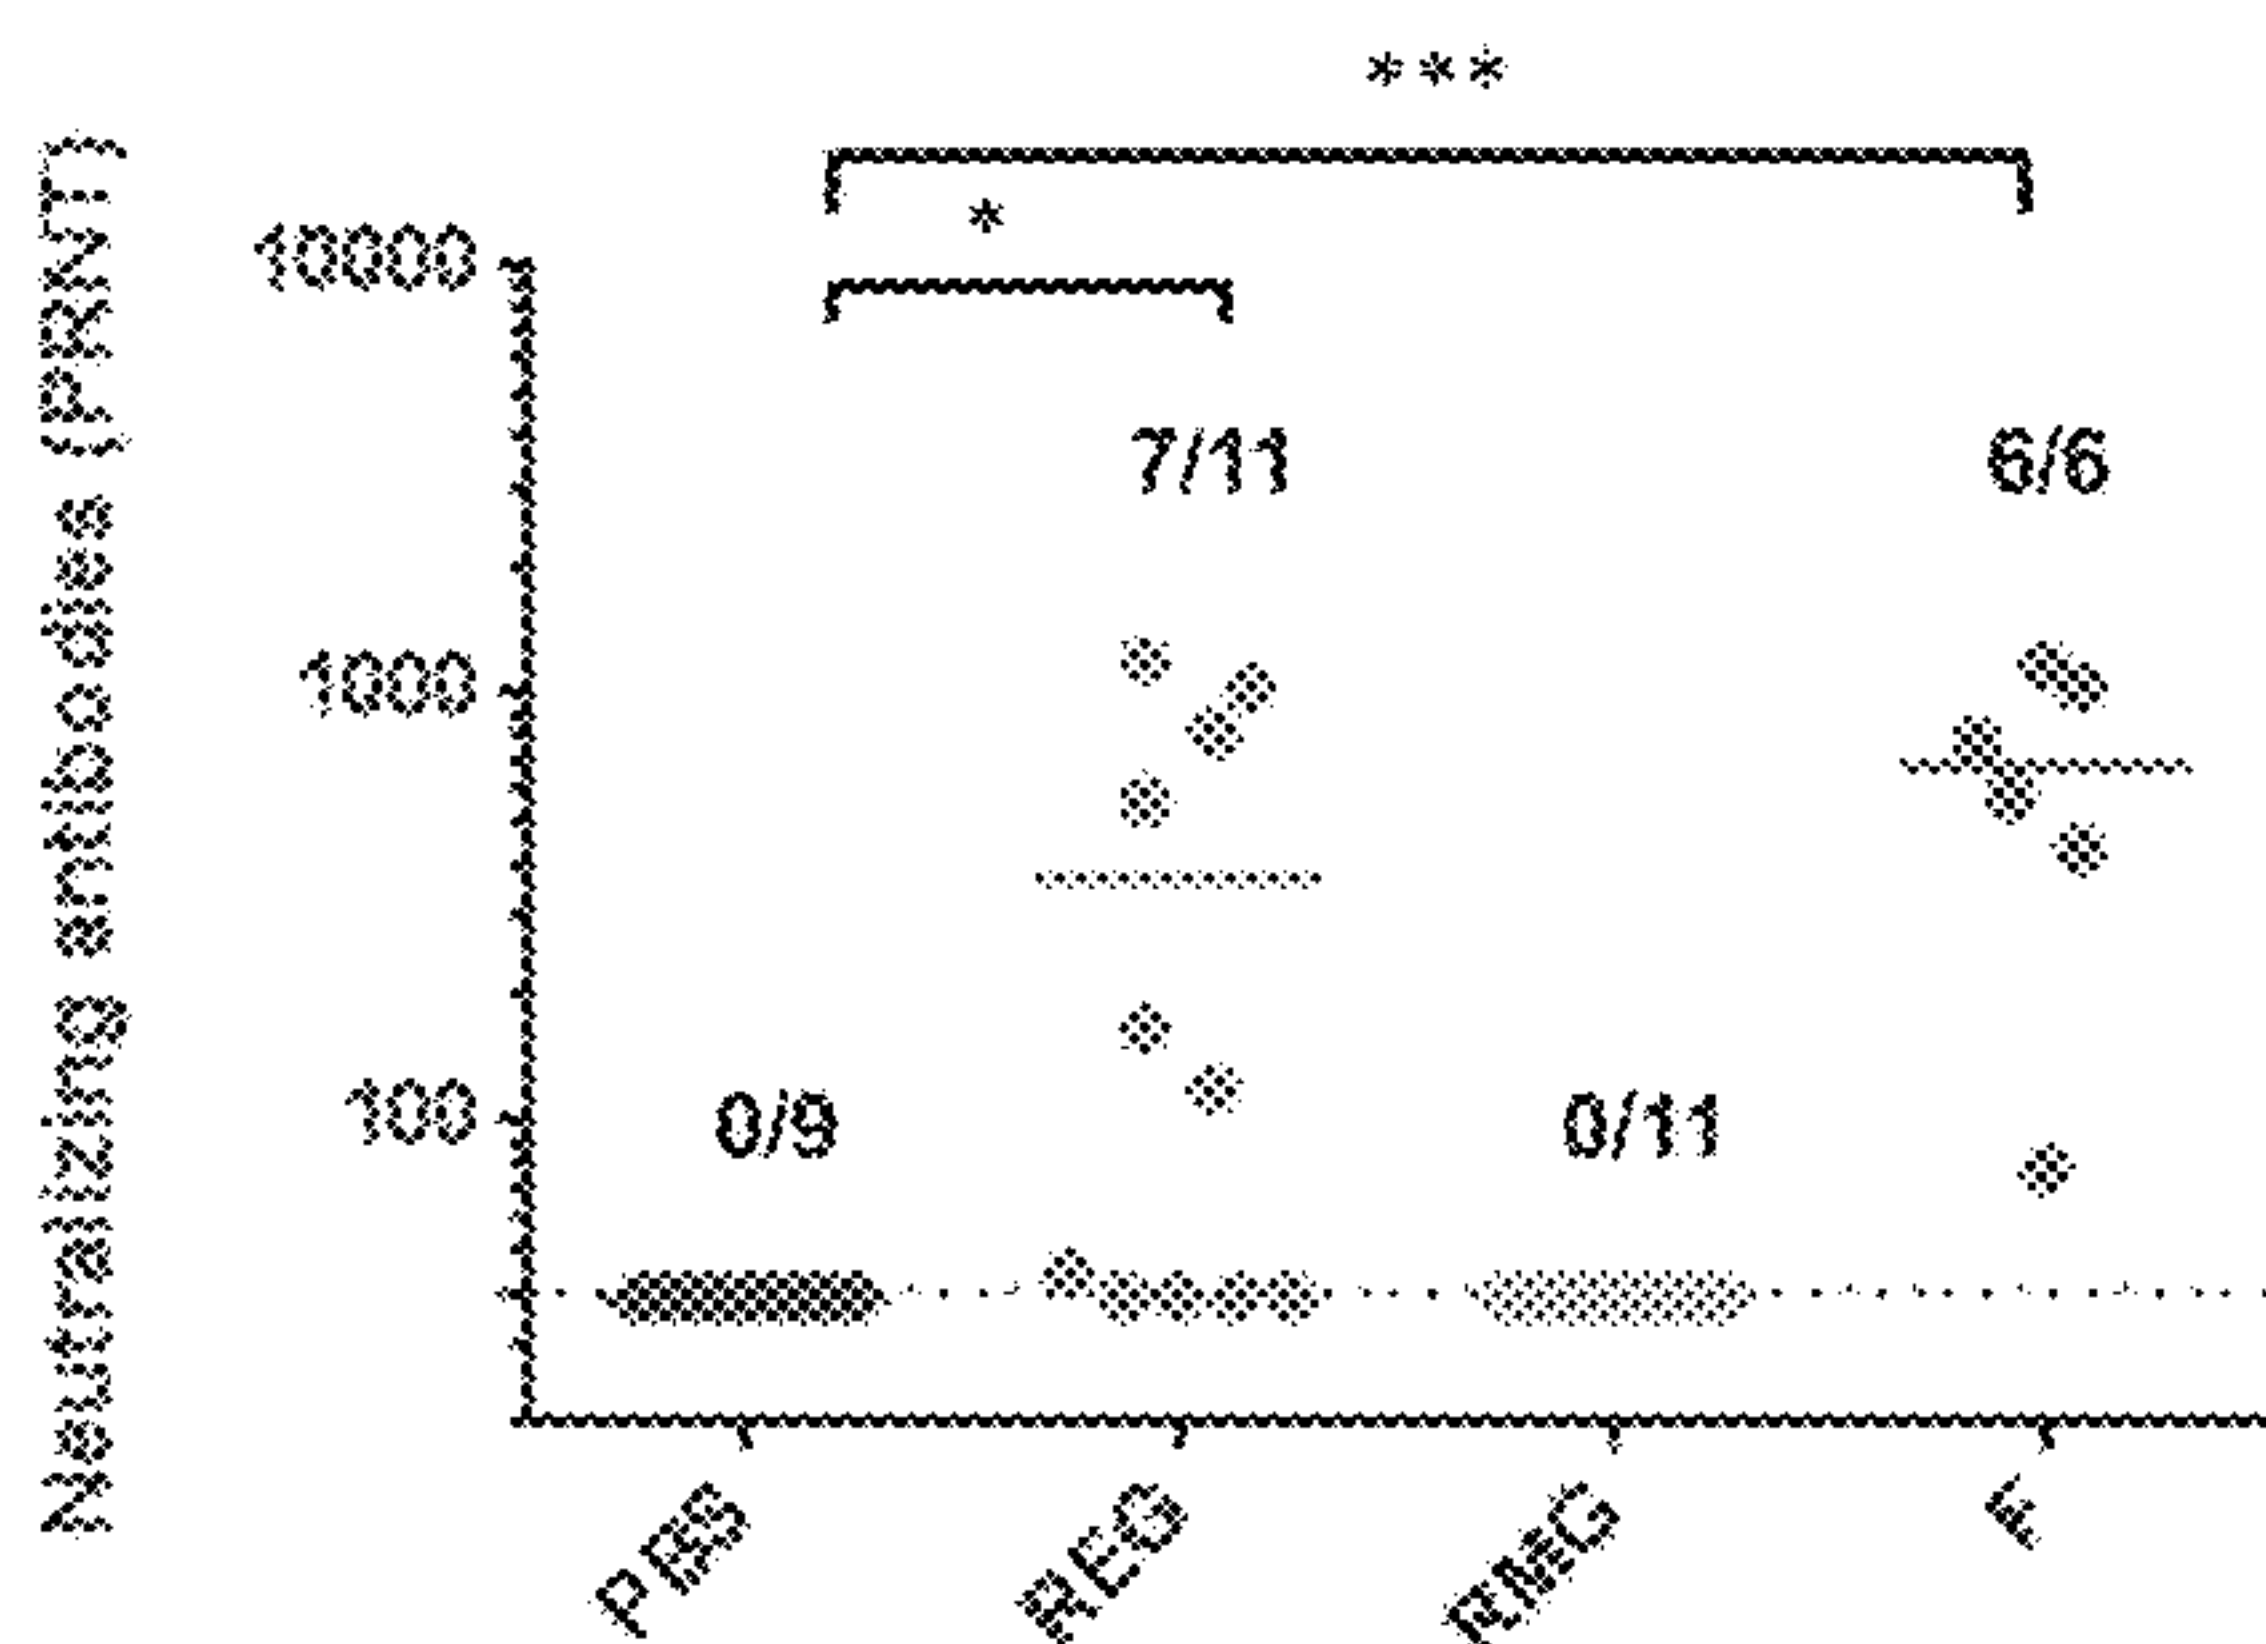 ***
*
10000
1000
100
7/11
6/6
0/9
0/11
Neutralizing antibodies (PRNT)
PBS
REG
F